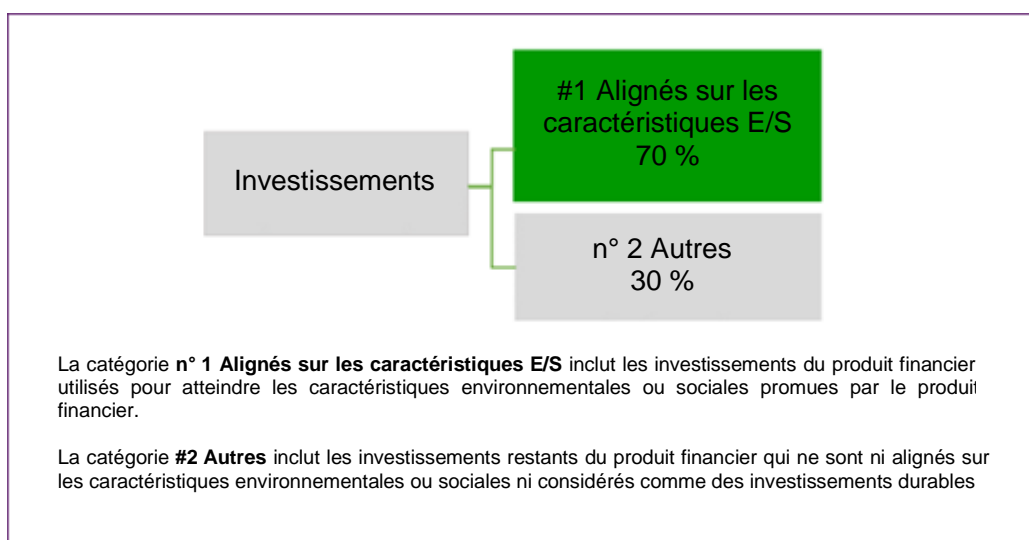 #1 Alignés sur les
caractéristiques E/S
70 %
Investissements
n° 2 Autres
30 %
La catégorie n° 1 Alignés sur les caractéristiques E/S inclut les investissements du produit financier
utilisés pour atteindre les caractéristiques environnementales ou sociales promues par le produit
financier.
La catégorie #2 Autres inclut les investissements restants du produit financier qui ne sont ni alignés sur
les caractéristiques environnementales ou sociales ni considérés comme des investissements durables